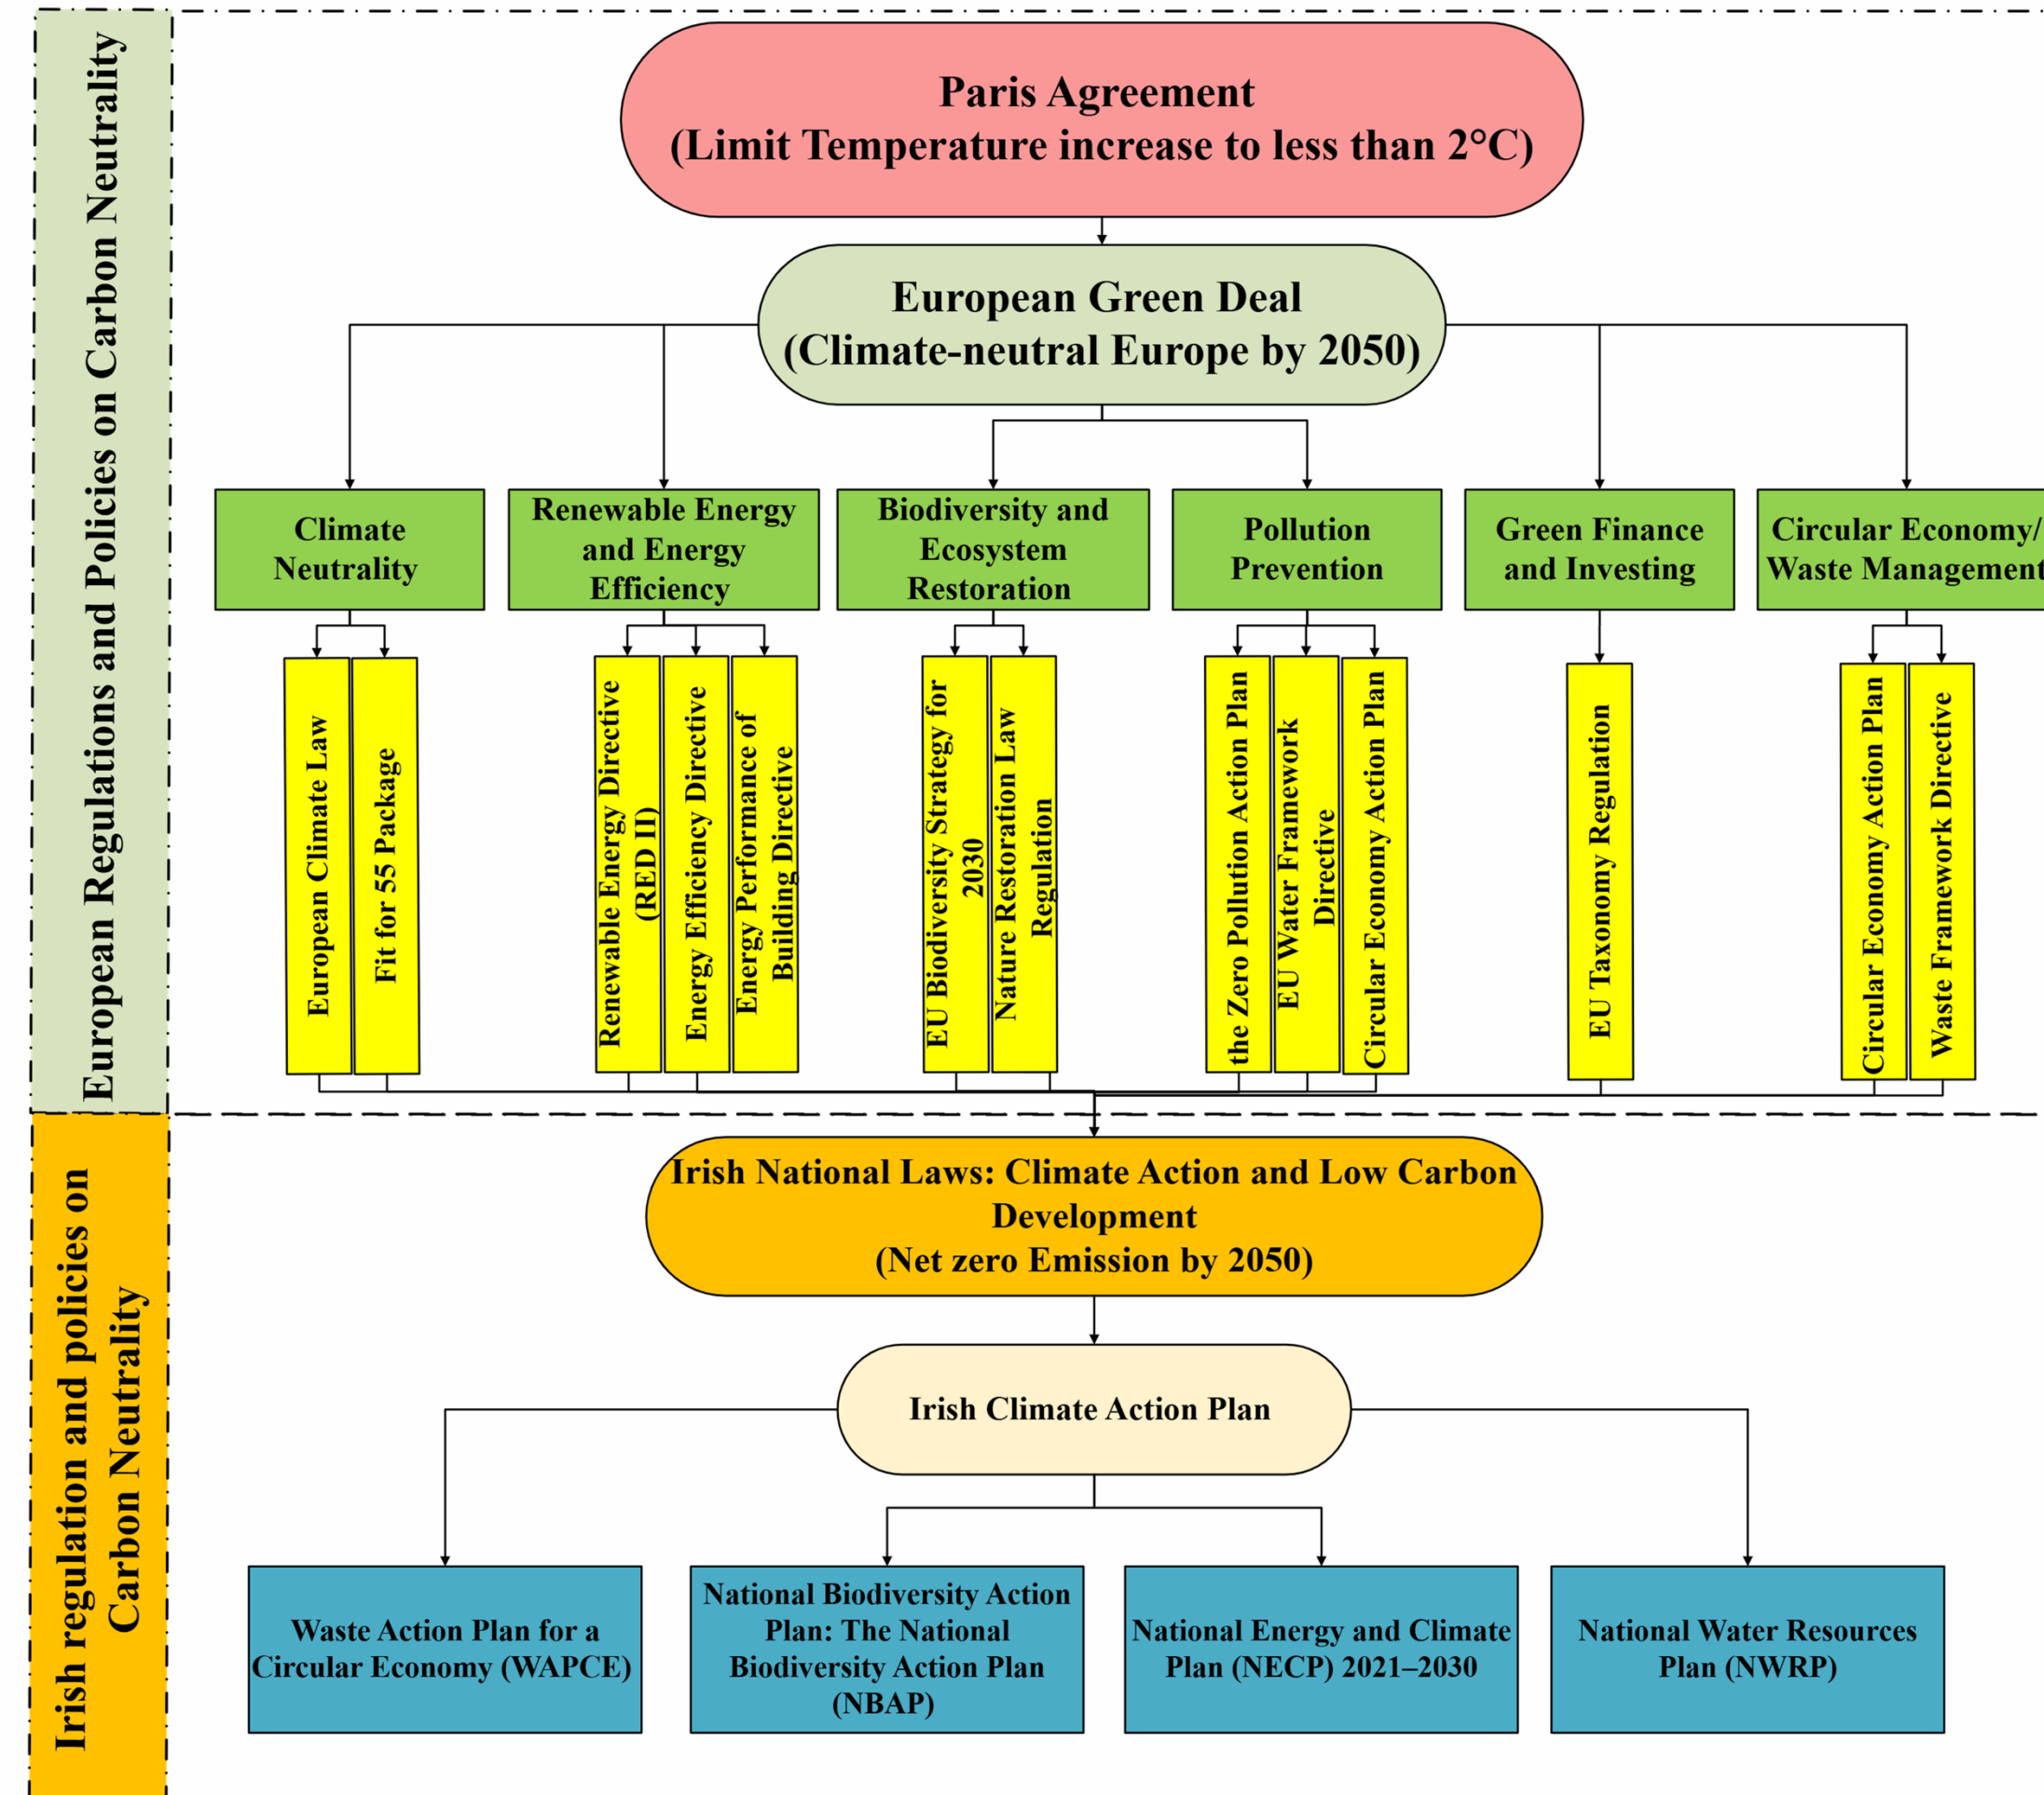 European Regulations and Policies on Carbon Neutrality
Paris Agreement
(Limit Temperature increase to less than 2°C)
European Green Deal
(Climate-neutral Europe by 2050)
Climate
Neutrality
Renewable Energy
and Energy
Efficiency
Biodiversity and
Ecosystem
Restoration
Pollution
Prevention
Green Finance
and Investing
Circular Economy/
Waste Management
European Climate Law
Fit for 55 Package
Renewable Energy Directive
(RED II)
Energy Efficiency Directive
Energy Performance of
Building Directive
EU Biodiversity Strategy for
2030
Nature Restoration Law
Regulation
the Zero Pollution Action Plan
EU Water Framework
Directive
Circular Economy Action Plan
EU Taxonomy Regulation
Circular Economy Action Plan
Waste Framework Directive
Irish regulation and policies on
Carbon Neutrality
Irish National Laws: Climate Action and Low Carbon
Development
(Net zero Emission by 2050)
Irish Climate Action Plan
Waste Action Plan for a
Circular Economy (WAPCE)
National Biodiversity Action
Plan: The National
Biodiversity Action Plan
(NBAP)
National Energy and Climate
Plan (NECP) 2021–2030
National Water Resources
Plan (NWRP)